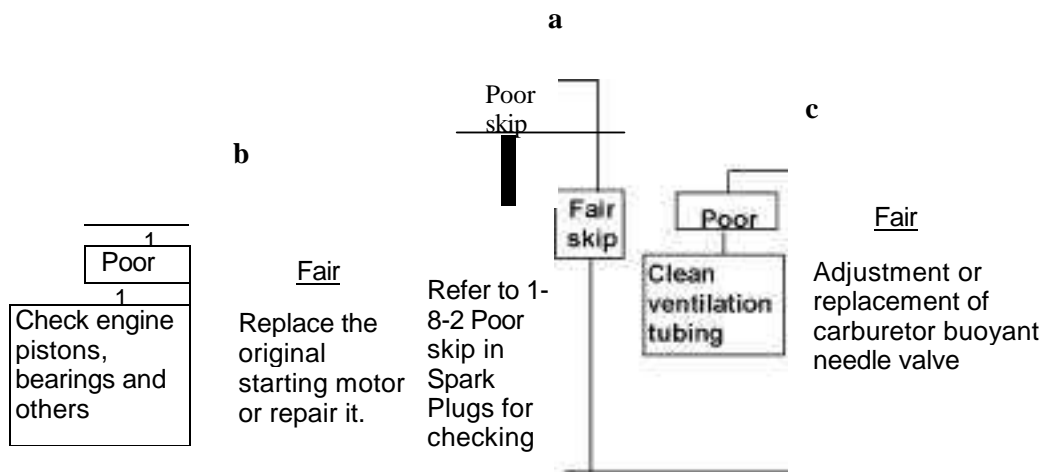 a
Poor
skip
c
b
Fair
skip
Poor
Fair
1
Poor
Fair
1
Check engine
pistons,
bearings and
others
Replace the
original
starting motor
or repair it.
Refer to 1-
8-2 Poor
skip in
Spark
Plugs for
checking
Clean
ventilation
tubing
Adjustment or
replacement of
carburetor buoyant
needle valve